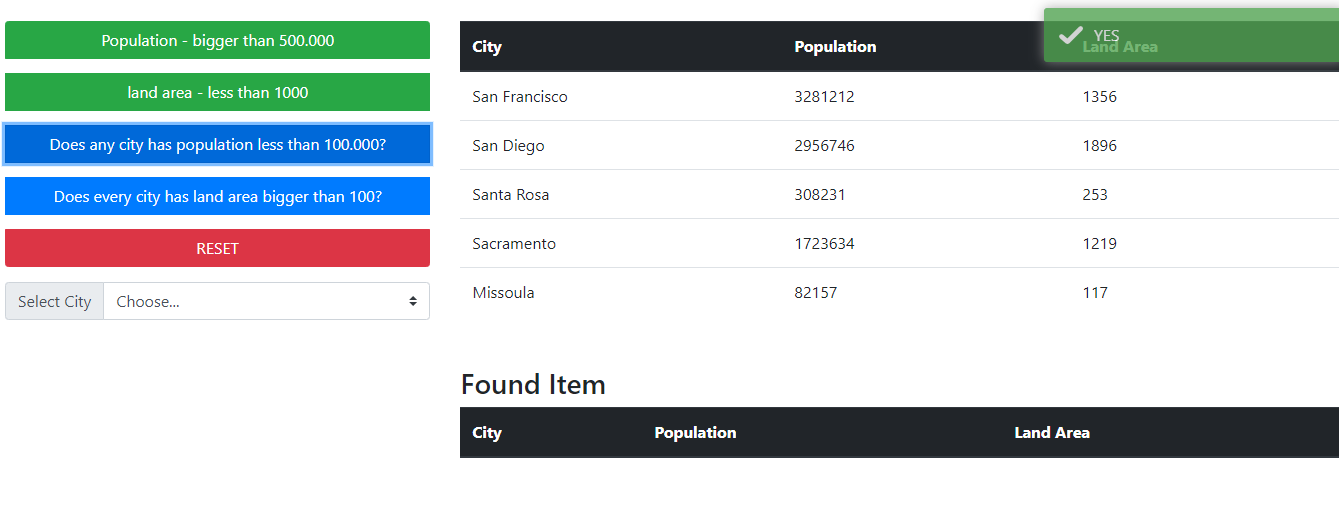 Population - bigger than 500.000
land area - less than 1000
Does any city has population less than 100.000?
Does every city has land area bigger than 100?
RESET
Select City Choose...
City Population Land Area
YES
San Francisco 3281212 1356
San Diego 2956746 1896
Santa Rosa 308231 253
Sacramento 1723634 1219
Missoula 82157 117
Found Item
City Population Land Area